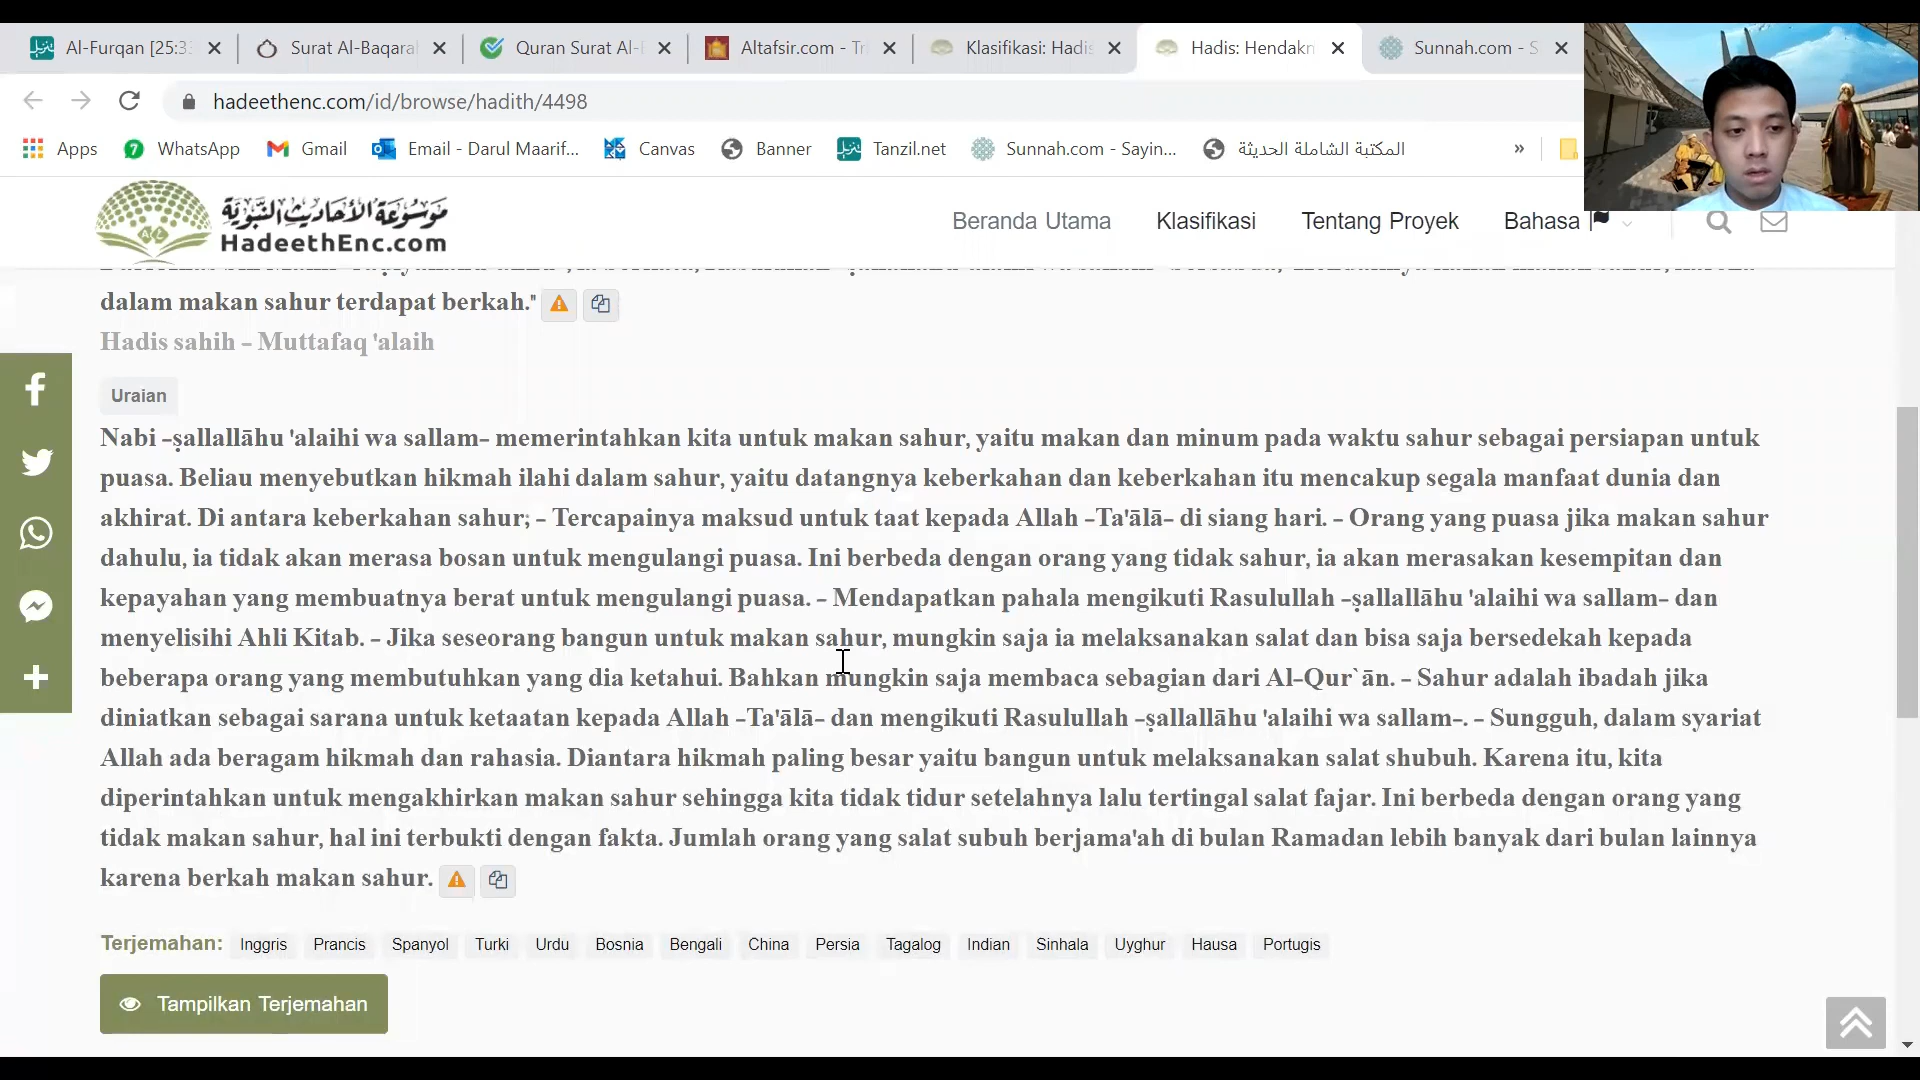 Al-Furqan [25:3
Surat Al-Baqara
Quran Surat Al-
Altafsir.com - T
Klasifikasi: Hadis
Hadis: Hendakn
Sunnah.com - S
hadeethenc.com/id/browse/hadith/4498
Apps
WhatsApp
Gmail
Email - Darul Maarif...
Canvas
Banner
Tanzil.net
Sunnah.com - Sayin...
المكتبة الشاملة الحديثة
»
موسوعة الأحاديث النبوية
HadeethEnc.com
Beranda Utama
Klasifikasi
Tentang Proyek
Bahasa
dalam makan sahur terdapat berkah."
Hadis sahih - Muttafaq 'alaih
Uraian
Nabi -ṣallallāhu 'alaihi wa sallam- memerintahkan kita untuk makan sahur, yaitu makan dan minum pada waktu sahur sebagai persiapan untuk
puasa. Beliau menyebutkan hikmah ilahi dalam sahur, yaitu datangnya keberkahan dan keberkahan itu mencakup segala manfaat dunia dan
akhirat. Di antara keberkahan sahur; - Tercapainya maksud untuk taat kepada Allah -Ta'ālā- di siang hari. - Orang yang puasa jika makan sahur
dahulu, ia tidak akan merasa bosan untuk mengulangi puasa. Ini berbeda dengan orang yang tidak sahur, ia akan merasakan kesempitan dan
kepayahan yang membuatnya berat untuk mengulangi puasa. - Mendapatkan pahala mengikuti Rasulullah -ṣallallāhu 'alaihi wa sallam- dan
menyelisihi Ahli Kitab. - Jika seseorang bangun untuk makan sahur, mungkin saja ia melaksanakan salat dan bisa saja bersedekah kepada
beberapa orang yang membutuhkan yang dia ketahui. Bahkan mungkin saja membaca sebagian dari Al-Qur`ān. - Sahur adalah ibadah jika
diniatkan sebagai sarana untuk ketaatan kepada Allah -Ta'ālā- dan mengikuti Rasulullah -ṣallallāhu 'alaihi wa sallam-. - Sungguh, dalam syariat
Allah ada beragam hikmah dan rahasia. Diantara hikmah paling besar yaitu bangun untuk melaksanakan salat shubuh. Karena itu, kita
diperintahkan untuk mengakhirkan makan sahur sehingga kita tidak tidur setelahnya lalu tertingal salat fajar. Ini berbeda dengan orang yang
tidak makan sahur, hal ini terbukti dengan fakta. Jumlah orang yang salat subuh berjama'ah di bulan Ramadan lebih banyak dari bulan lainnya
karena berkah makan sahur.
Terjemahan: Inggris Prancis Spanyol Turki Urdu Bosnia Bengali China Persia Tagalog Indian Sinhala Uyghur Hausa Portugis
Tampilkan Terjemahan